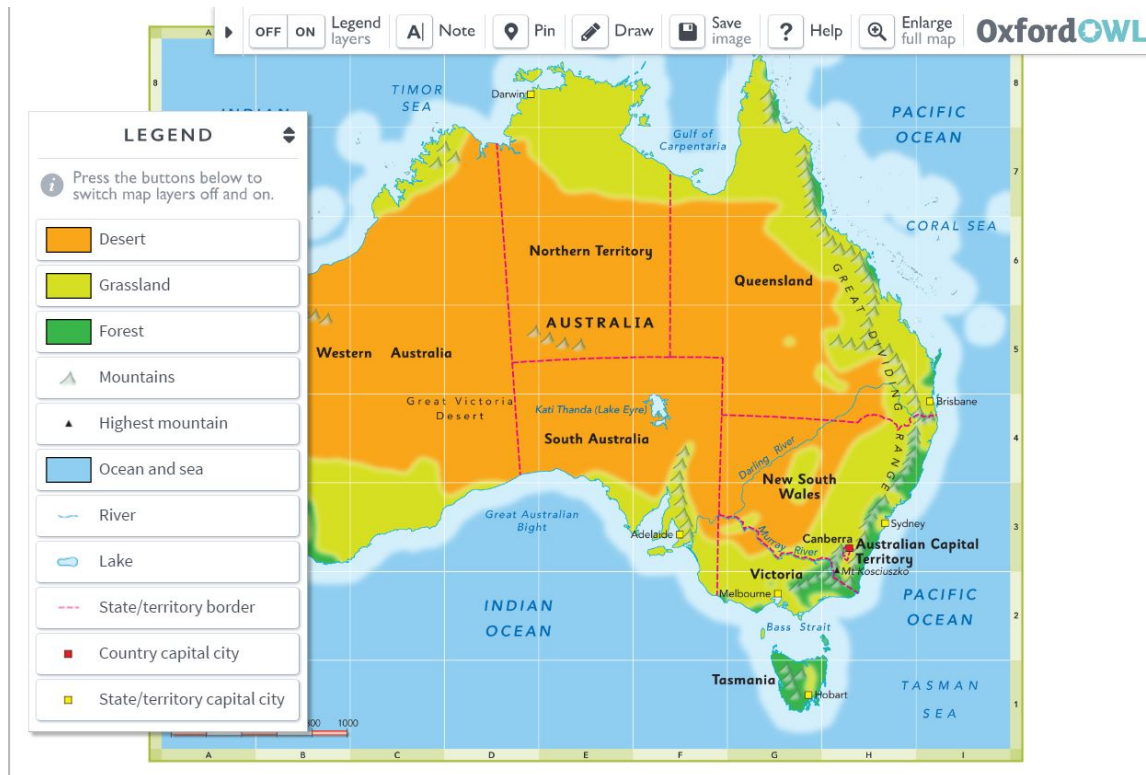 A
OFF
ON
Legend
layers
A| Note
Pin
Draw
Save
image
? Help
Enlarge
full map
OxfordOWL
LEGEND
i Press the buttons below to
switch map layers off and on.
Desert
Grassland
Forest
Mountains
Highest mountain
Ocean and sea
River
Lake
State/territory border
Country capital city
State/territory capital city
1000
TIMOR
SEA
Darwin
Gulf of
Carpentaria
PACIFIC
OCEAN
CORAL SEA
Northern Territory
Queensland
AUSTRALIA
Western Australia
GREAT DIVIDING RANGE
Great Victoria
Desert
Kati Thanda (Lake Eyre)
South Australia
Brisbane
Darling River
New South
Wales
Great Australian
Bight
Adelaide
Sydney
Murray River
Canberra
Australian Capital
Territory
Mt Kosciuszko
Victoria
Melbourne
INDIAN
OCEAN
PACIFIC
OCEAN
Bass Strait
Tasmania
Hobart
TASMAN
SEA
8
8
7
6
5
4
3
2
1
A
B
C
D
E
F
G
H
I